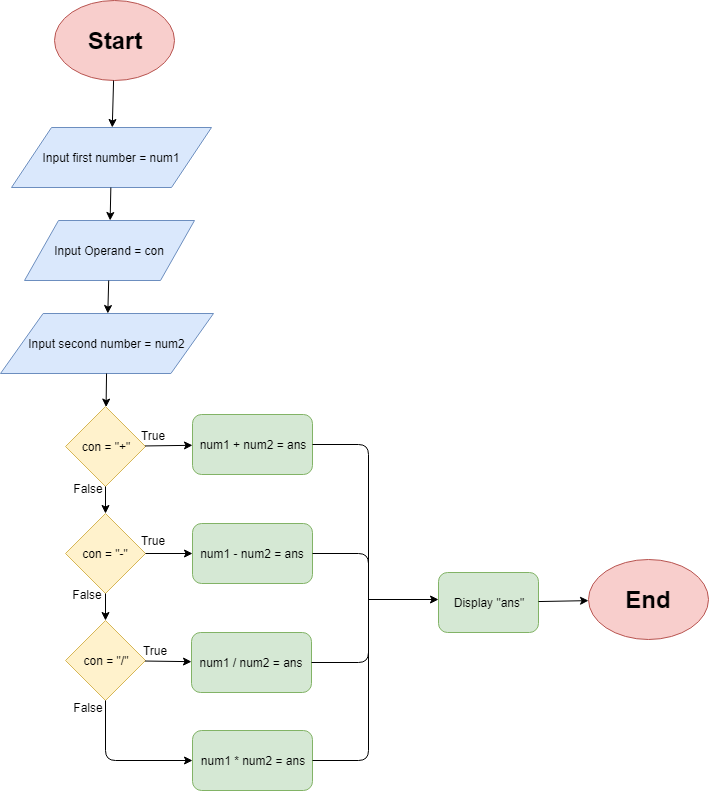 Start
Input first number = num1
Input Operand = con
Input second number = num2
con = "+"
True
num1 + num2 = ans
False
con = "-"
True
num1 - num2 = ans
False
con = "/"
True
num1 / num2 = ans
False
num1 * num2 = ans
Display "ans"
End